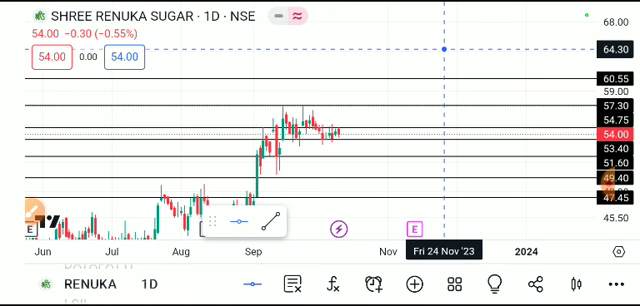 SHREE RENUKA SUGAR · 1D · NSE
54.00 −0.30 (−0.55%)
54.00 0.00 54.00
68.00
64.30
60.55
59.00
57.30
54.75
54.00
53.40
51.60
49.40
47.45
45.50
E
E
Jun Jul Aug Sep Nov Fri 24 Nov '23 2024
RENUKA 1D
fx